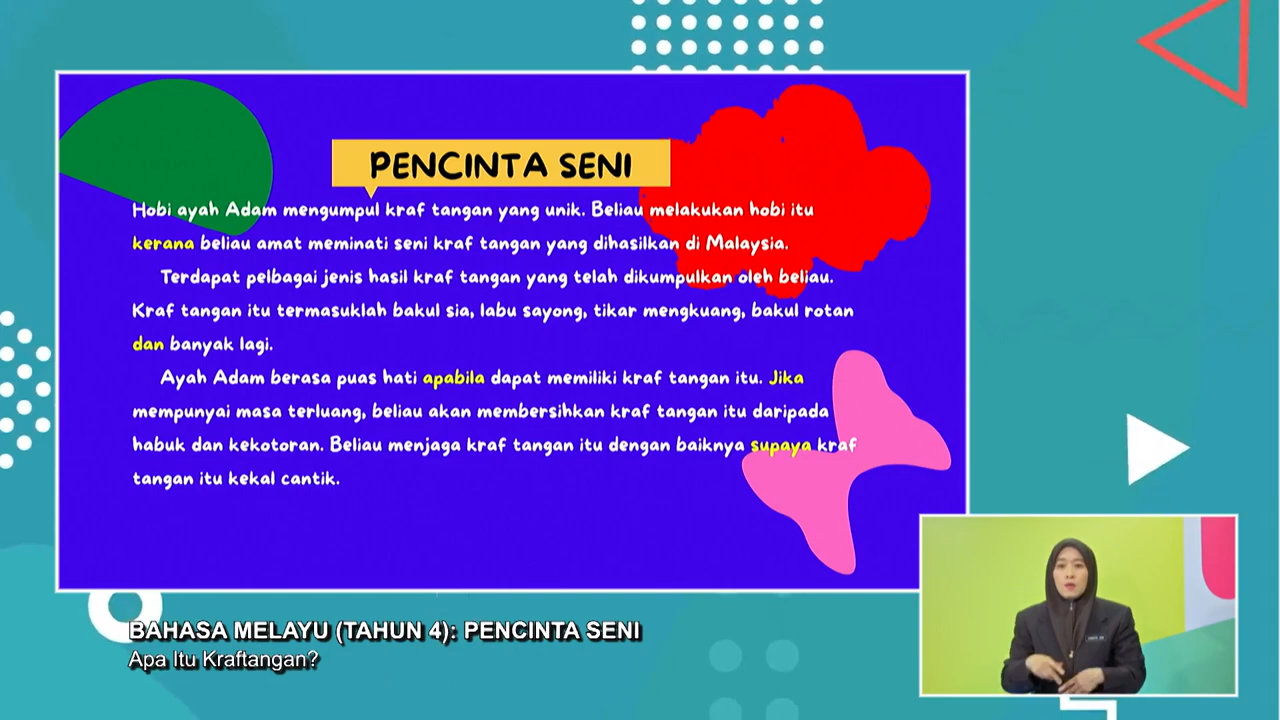 PENCINTA SENI
Hobi ayah Adam mengumpul kraf tangan yang unik. Beliau melakukan hobi itu
kerana beliau amat meminati seni kraf tangan yang dihasilkan di Malaysia.
Terdapat pelbagai jenis hasil kraf tangan yang telah dikumpulkan oleh beliau.
Kraf tangan itu termasuklah bakul sia, labu sayong, tikar mengkuang, bakul rotan
dan banyak lagi.
Ayah Adam berasa puas hati apabila dapat memiliki kraf tangan itu. Jika
mempunyai masa terluang, beliau akan membersihkan kraf tangan itu daripada
habuk dan kekotoran. Beliau menjaga kraf tangan itu dengan baiknya supaya kraf
tangan itu kekal cantik.
BAHASA MELAYU (TAHUN 4): PENCINTA SENI
Apa Itu Kraftangan?